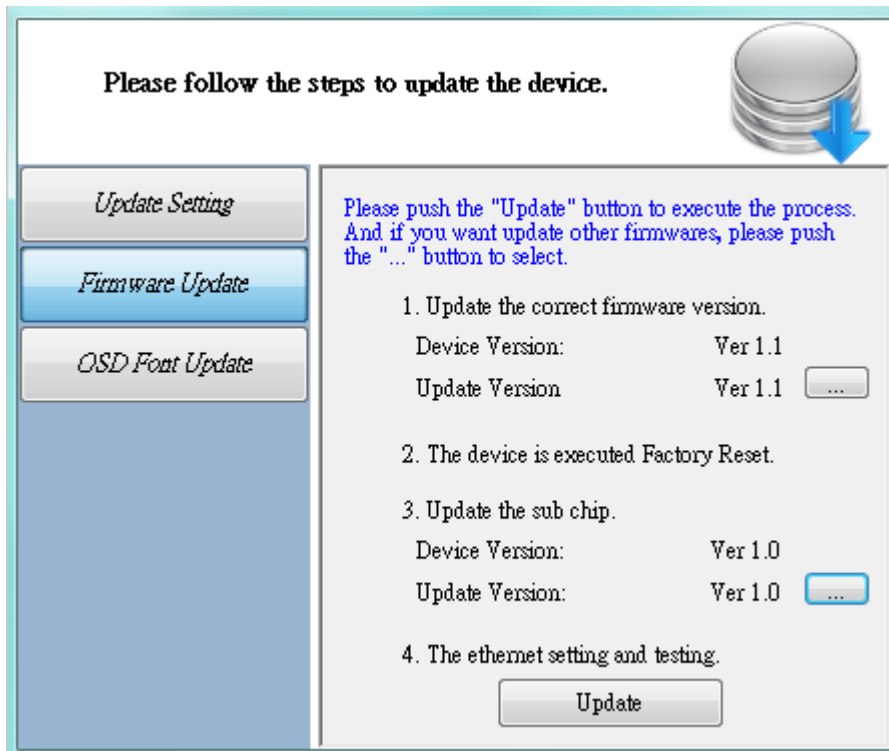 Please follow the steps to update the device.
Update Setting
Firmware Update
OSD Font Update
Please push the "Update" button to execute the process.
And if you want update other firmwares, please push
the "..." button to select.
1. Update the correct firmware version.
Device Version: Ver 1.1
Update Version Ver 1.1 ...
2. The device is executed Factory Reset.
3. Update the sub chip.
Device Version: Ver 1.0
Update Version: Ver 1.0 ...
4. The ethernet setting and testing.
Update